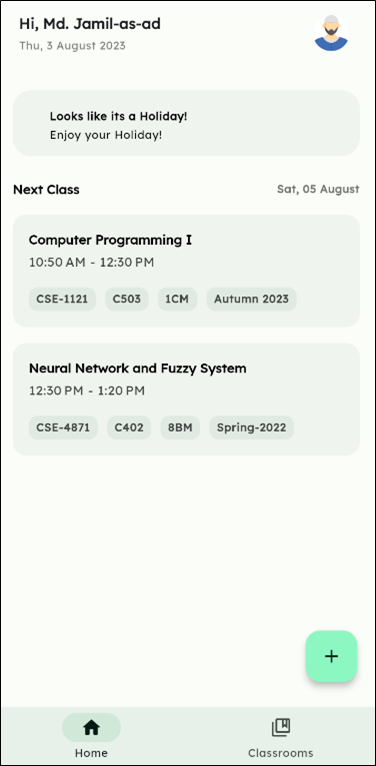 Hi, Md. Jamil-as-ad
Thu, 3 August 2023
Looks like its a Holiday!
Enjoy your Holiday!
Next Class
Sat, 05 August
Computer Programming I
10:50 AM - 12:30 PM
CSE-1121 C503 1CM Autumn 2023
Neural Network and Fuzzy System
12:30 PM - 1:20 PM
CSE-4871 C402 8BM Spring-2022
+
Home Classrooms